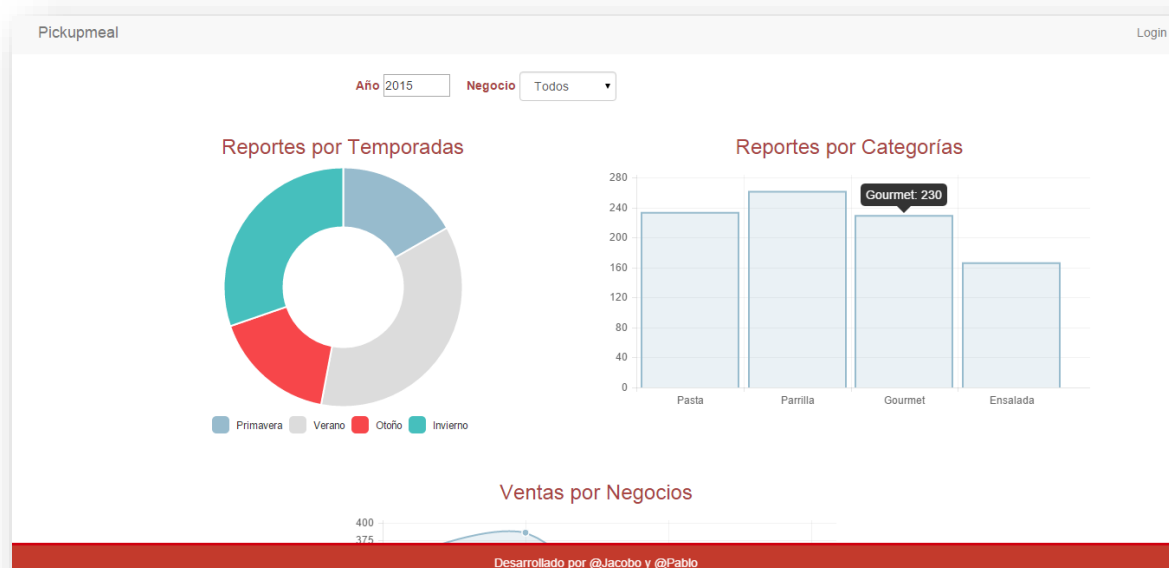 Pickupmeal Login
Año 2015 Negocio Todos
Reportes por Temporadas
Primavera Verano Otoño Invierno
Reportes por Categorías
280
240
200
160
120
80
40
0
Gourmet: 230
Pasta Parrilla Gourmet Ensalada
Ventas por Negocios
400
375
Desarrollado por @Jacobo y @Pablo